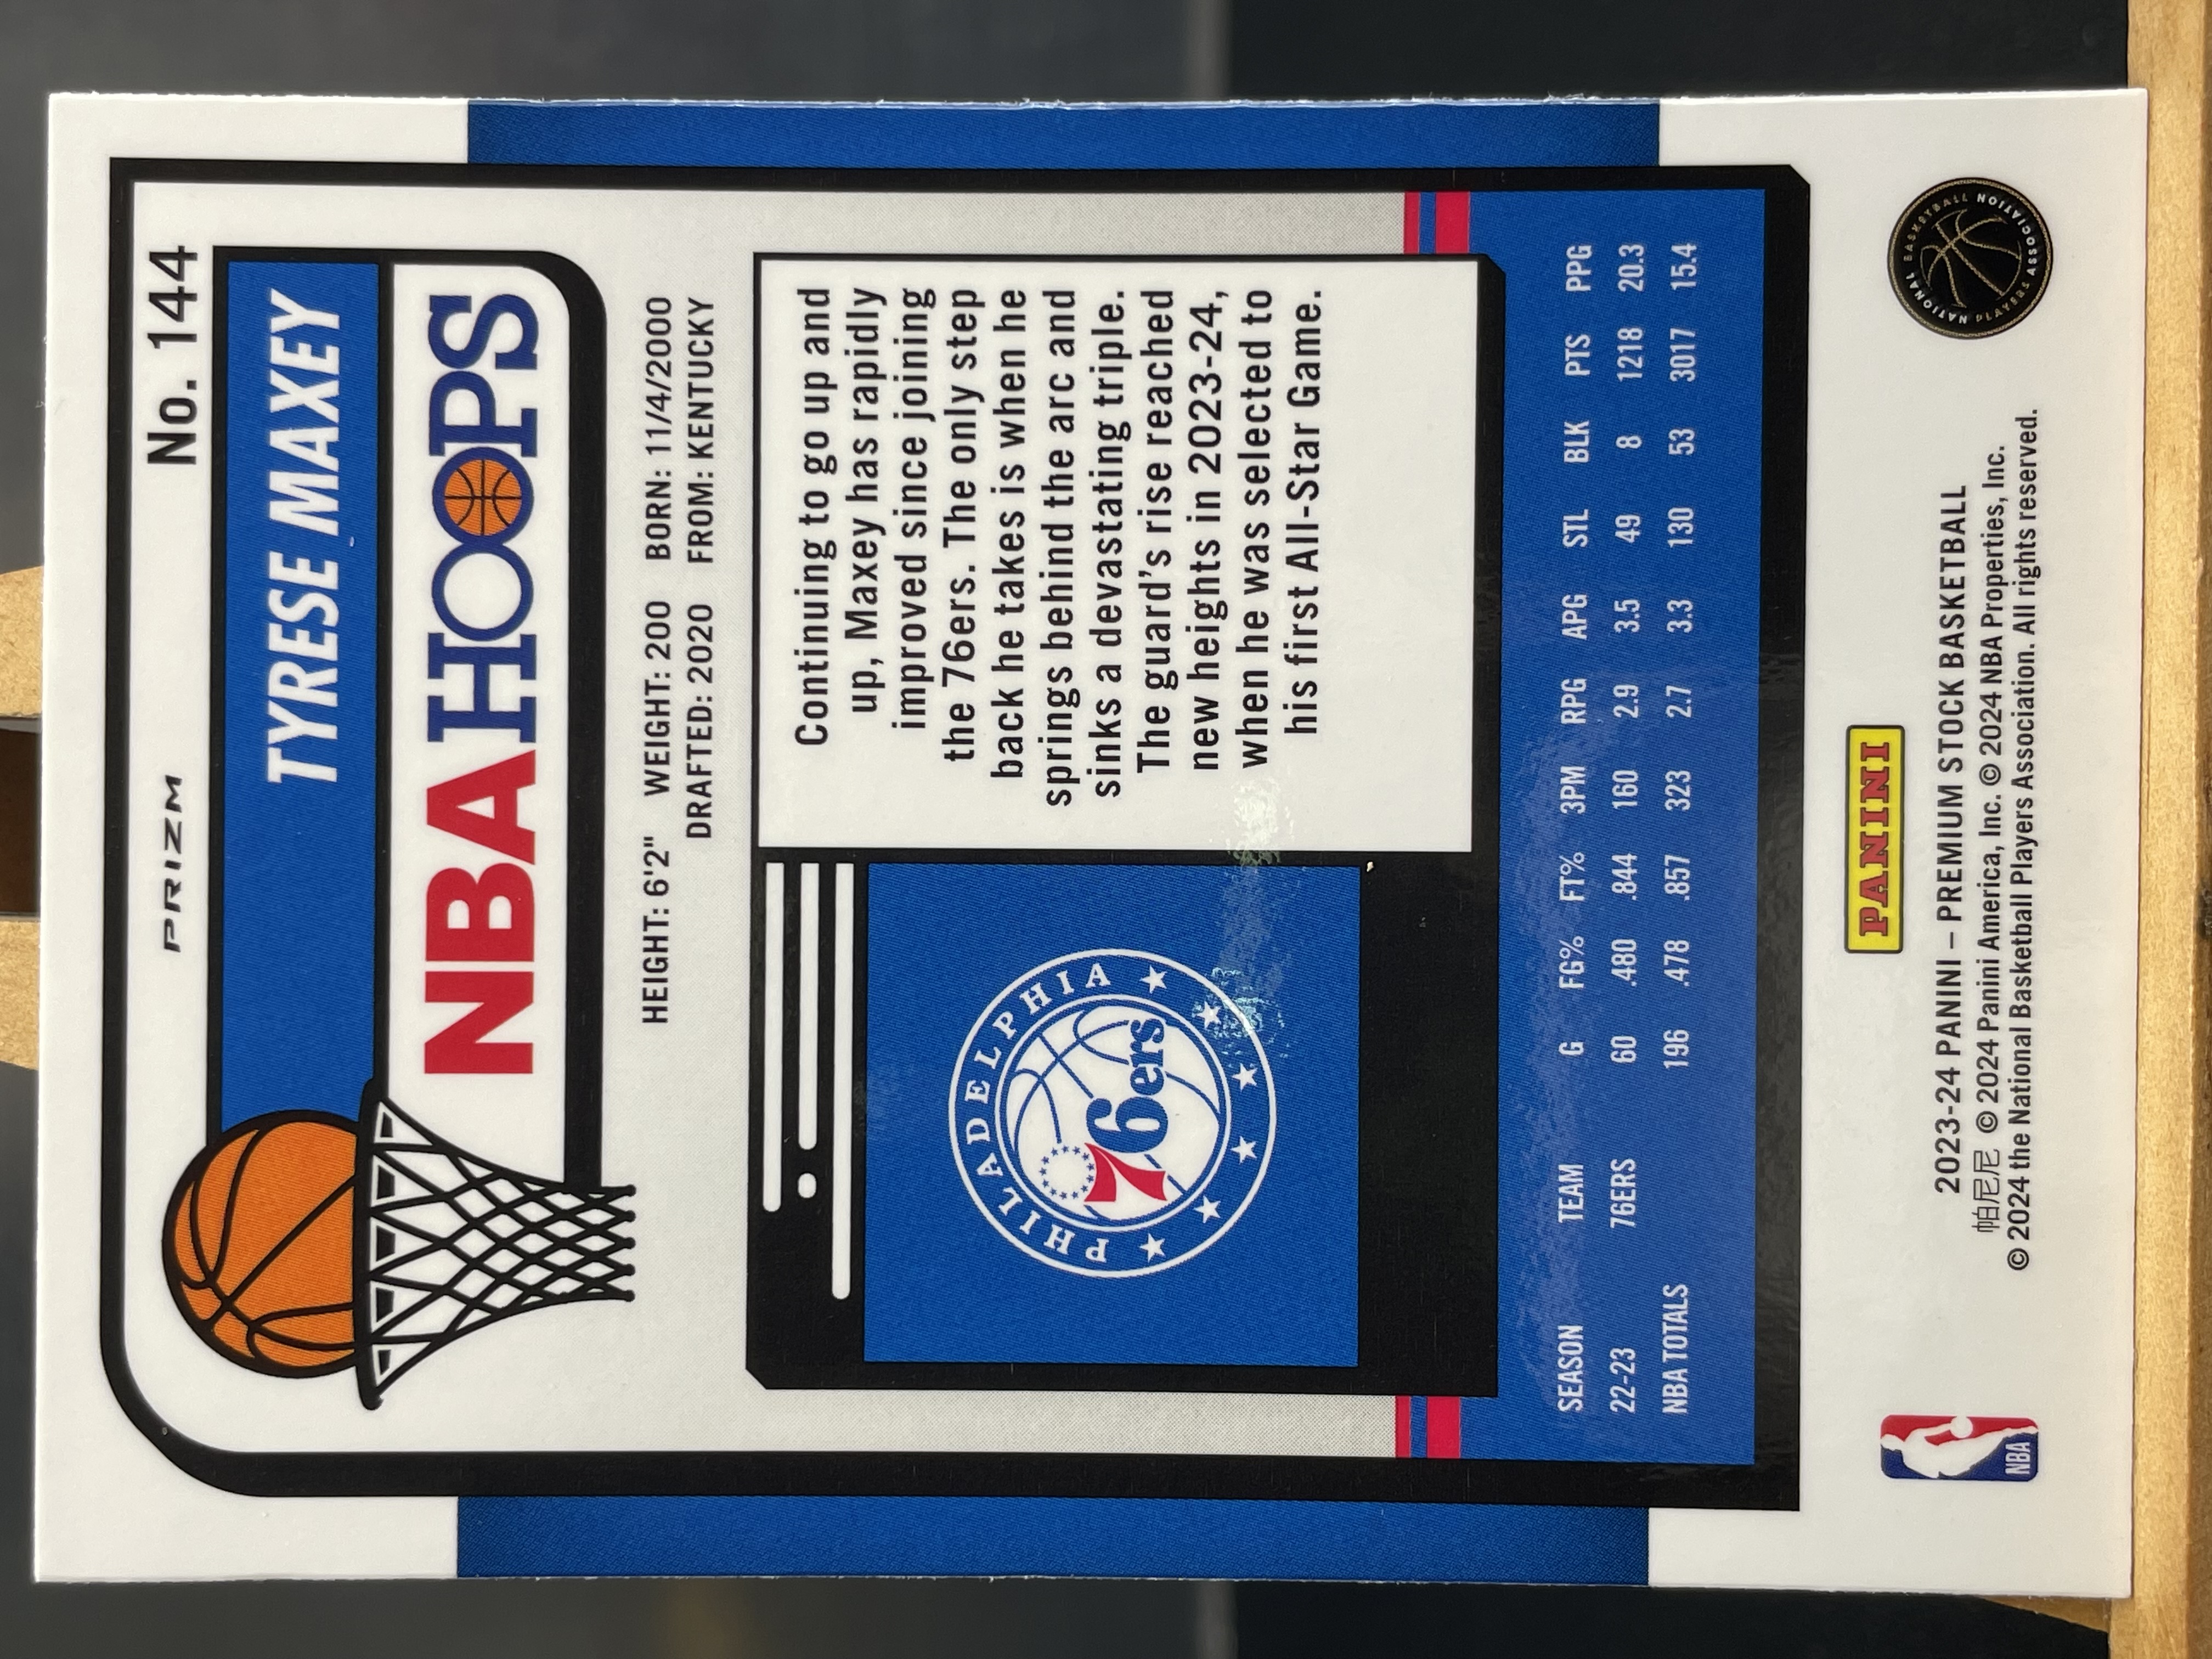 PRIZM No. 144
TYRESE MAXEY
NBA HOOPS
HEIGHT: 6'2" WEIGHT: 200 BORN: 11/4/2000
DRAFTED: 2020 FROM: KENTUCKY
PHILADELPHIA
76ers
Continuing to go up and
up, Maxey has rapidly
improved since joining
the 76ers. The only step
back he takes is when he
springs behind the arc and
sinks a devastating triple.
The guard's rise reached
new heights in 2023-24,
when he was selected to
his first All-Star Game.
SEASON TEAM G FG% FT% 3PM RPG APG STL BLK PTS PPG
22-23 76ERS 60 .480 .844 160 2.9 3.5 49 8 1218 20.3
NBA TOTALS 196 .478 .857 323 2.7 3.3 130 53 3017 15.4
PANINI
NBA
2023-24 PANINI – PREMIUM STOCK BASKETBALL
帕尼尼 © 2024 Panini America, Inc. © 2024 NBA Properties, Inc.
© 2024 the National Basketball Players Association. All rights reserved.
NATIONAL BASKETBALL PLAYERS ASSOCIATION